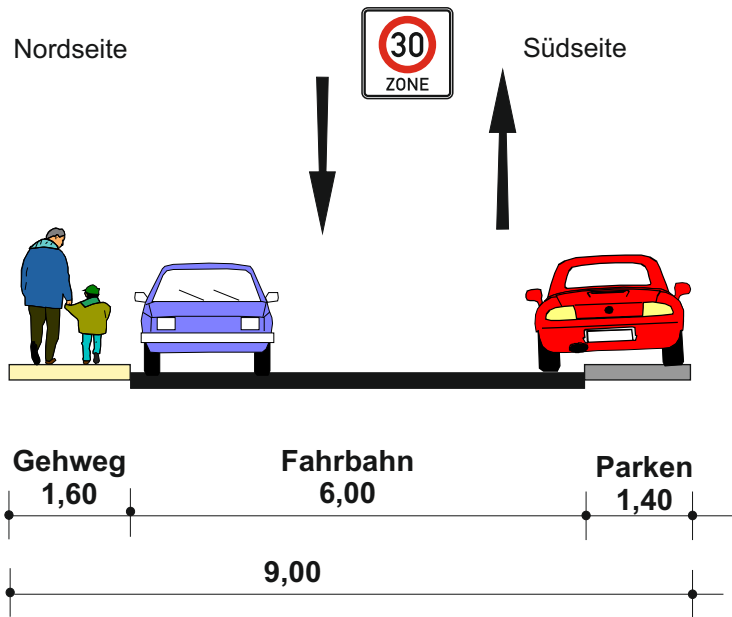 Nordseite
30
ZONE
Südseite
Gehweg
1,60
Fahrbahn
6,00
Parken
1,40
9,00